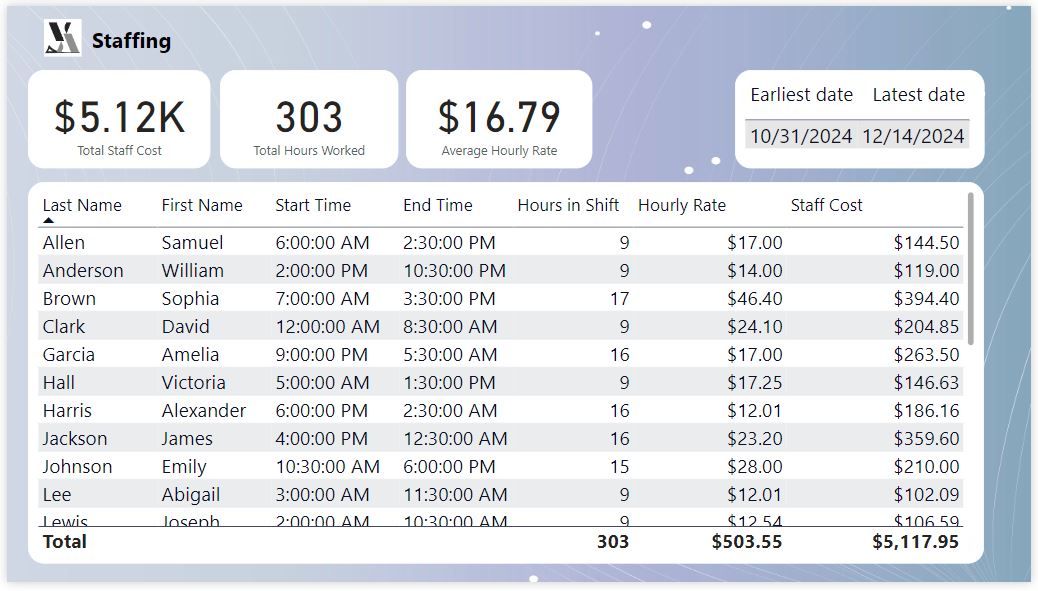 Staffing
$5.12K
Total Staff Cost
303
Total Hours Worked
$16.79
Average Hourly Rate
Earliest date Latest date
10/31/2024 12/14/2024
Last Name First Name Start Time End Time Hours in Shift Hourly Rate Staff Cost
Allen Samuel 6:00:00 AM 2:30:00 PM 9 $17.00 $144.50
Anderson William 2:00:00 PM 10:30:00 PM 9 $14.00 $119.00
Brown Sophia 7:00:00 AM 3:30:00 PM 17 $46.40 $394.40
Clark David 12:00:00 AM 8:30:00 AM 9 $24.10 $204.85
Garcia Amelia 9:00:00 PM 5:30:00 AM 16 $17.00 $263.50
Hall Victoria 5:00:00 AM 1:30:00 PM 9 $17.25 $146.63
Harris Alexander 6:00:00 PM 2:30:00 AM 16 $12.01 $186.16
Jackson James 4:00:00 PM 12:30:00 AM 16 $23.20 $359.60
Johnson Emily 10:30:00 AM 6:00:00 PM 15 $28.00 $210.00
Lee Abigail 3:00:00 AM 11:30:00 AM 9 $12.01 $102.09
Lewis Joseph 2:00:00 AM 10:30:00 AM 9 $12.54 $106.59
Total 303 $503.55 $5,117.95